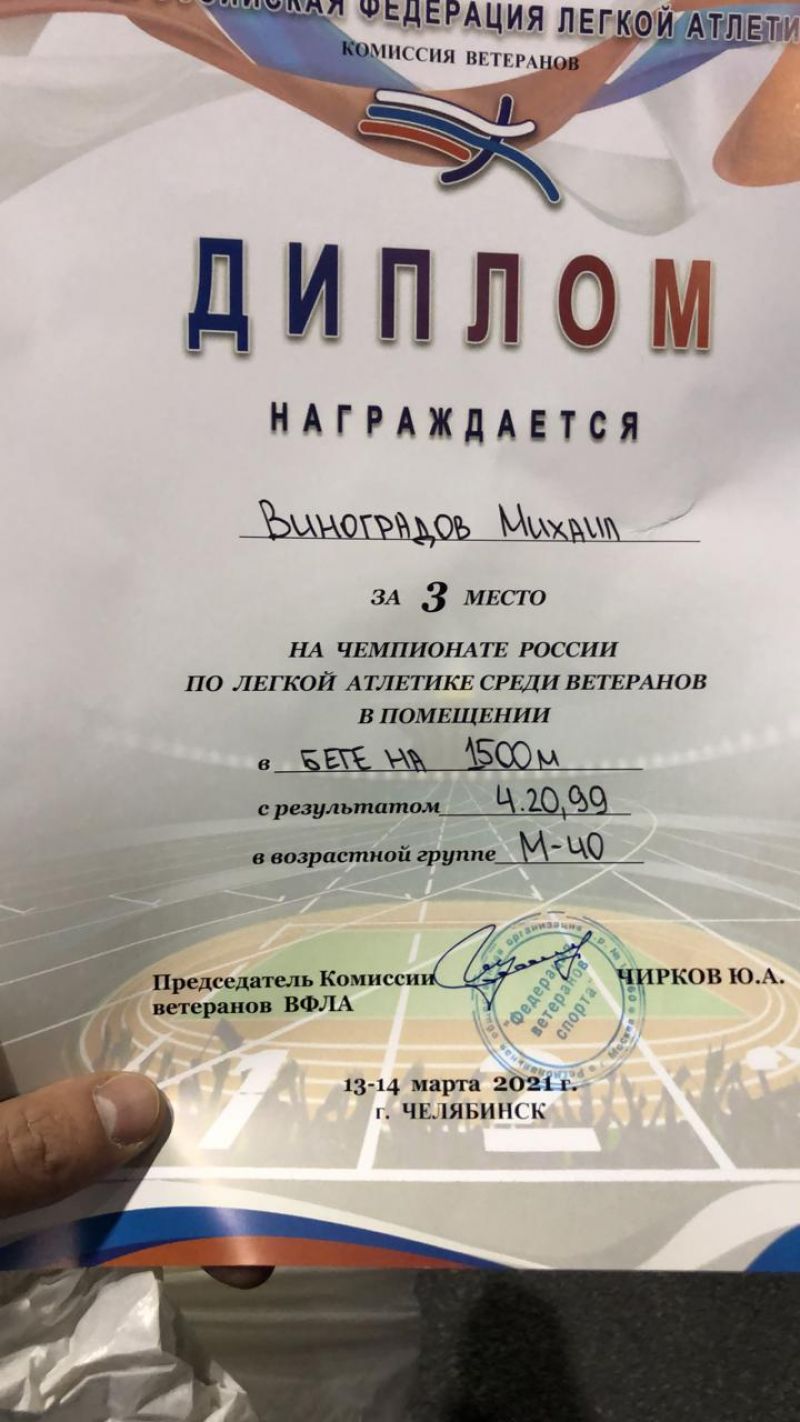 ФЕДЕРАЦИЯ ЛЕГКОЙ АТЛЕТИ
КОМИССИЯ ВЕТЕРАНОВ
ДИПЛОМ
НАГРАЖДАЕТСЯ
Виноградов Михаил
ЗА 3 МЕСТО
НА ЧЕМПИОНАТЕ РОССИИ
ПО ЛЕГКОЙ АТЛЕТИКЕ СРЕДИ ВЕТЕРАНОВ
В ПОМЕЩЕНИИ
в БЕГЕ НА 1500м
с результатом 4.20,99
в возрастной группе М-40
Председатель Комиссии ЧИРКОВ Ю.А.
ветеранов ВФЛА
ветеранов
спорта"
13-14 марта 2021 г.
г. ЧЕЛЯБИНСК
1